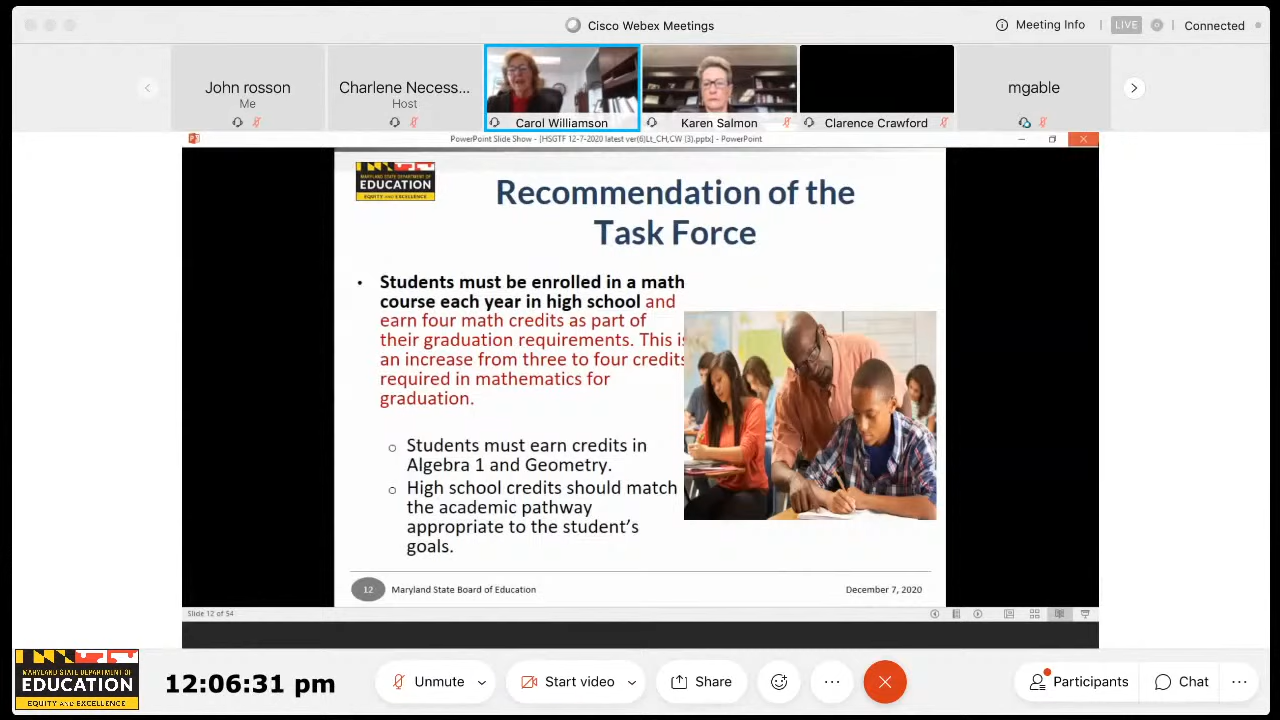 Cisco Webex Meetings
Meeting Info
LIVE
Connected
John rosson
Me
Charlene Necess...
Host
Carol Williamson
Karen Salmon
Clarence Crawford
mgable
PowerPoint Slide Show - [HSGTF 12-7-2020 latest ver(6)Lt_CH,CW (3).pptx] - PowerPoint
MARYLAND STATE DEPARTMENT OF
EDUCATION
EQUITY AND EXCELLENCE
Recommendation of the
Task Force
• Students must be enrolled in a math
course each year in high school and
earn four math credits as part of
their graduation requirements. This is
an increase from three to four credits
required in mathematics for
graduation.
o Students must earn credits in
Algebra 1 and Geometry.
o High school credits should match
the academic pathway
appropriate to the student's
goals.
12 Maryland State Board of Education
December 7, 2020
Slide 12 of 54
MARYLAND STATE DEPARTMENT OF
EDUCATION
EQUITY AND EXCELLENCE
12:06:31 pm
Unmute
Start video
Share
Participants
Chat